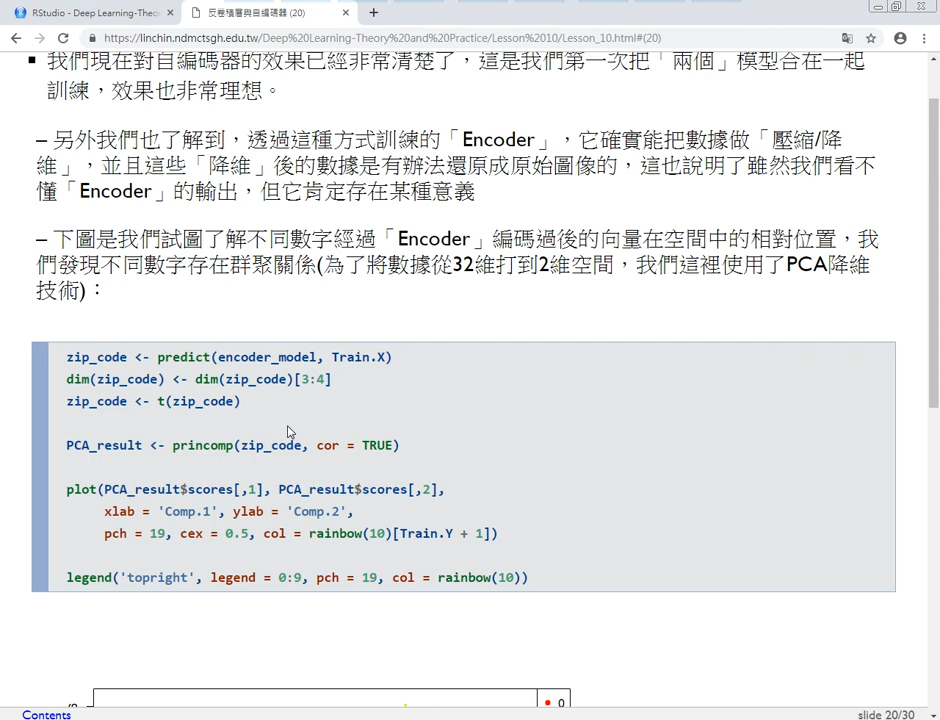 RStudio - Deep Learning-Theo
反卷積層與自編碼器 (20)
https://linchin.ndmctsgh.edu.tw/Deep%20Learning-Theory%20and%20Practice/Lesson%2010/Lesson_10.html#(20)
我們現在對自編碼器的效果已經非常清楚了，這是我們第一次把「兩個」模型合在一起
訓練，效果也非常理想。
– 另外我們也了解到，透過這種方式訓練的「Encoder」，它確實能把數據做「壓縮/降
維」，並且這些「降維」後的數據是有辦法還原成原始圖像的，這也說明了雖然我們看不
懂「Encoder」的輸出，但它肯定存在某種意義
– 下圖是我們試圖了解不同數字經過「Encoder」編碼過後的向量在空間中的相對位置，我
們發現不同數字存在群聚關係(為了將數據從32維打到2維空間，我們這裡使用了PCA降維
技術)：
zip_code <- predict(encoder_model, Train.X)
dim(zip_code) <- dim(zip_code)[3:4]
zip_code <- t(zip_code)
PCA_result <- princomp(zip_code, cor = TRUE)
plot(PCA_result$scores[,1], PCA_result$scores[,2],
xlab = 'Comp.1', ylab = 'Comp.2',
pch = 19, cex = 0.5, col = rainbow(10)[Train.Y + 1])
legend('topright', legend = 0:9, pch = 19, col = rainbow(10))
0
Contents
slide 20/30